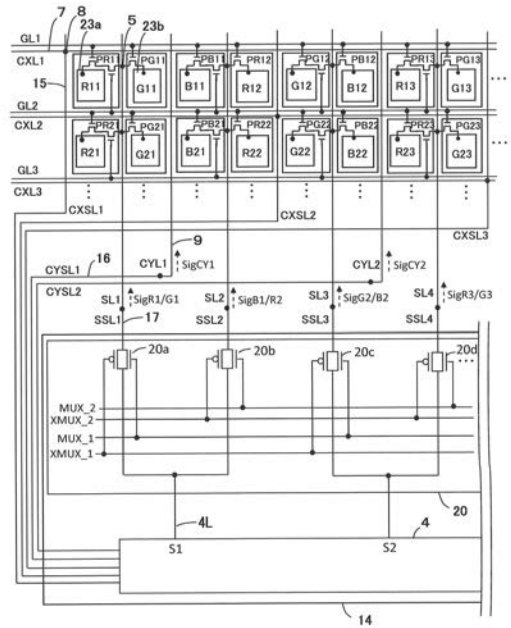 7 8
GL1 23a 5 23b
PR11 PG11 PB11 PR12 PG12 PB12 PR13 PG13
CXL1
15 R11 G11 B11 R12 G12 B12 R13 G13 ...
GL2
CXL2 PR21 PG21 PB21 PR22 PG22 PB22 PR23 PG23
R21 G21 B21 R22 G22 B22 R23 G23 ...
GL3
CXL3
CXSL1 CXSL2 CXSL3
9
16
CYSL1 CYL1 SigCY1 CYL2 SigCY2
CYSL2
SL1 SigR1/G1 SL2 SigB1/R2 SL3 SigG2/B2 SL4 SigR3/G3
SSL1 17 SSL2 SSL3 SSL4
20a 20b 20c 20d
...
MUX_2
XMUX_2
MUX_1
XMUX_1
20
4L 4
S1 S2
14